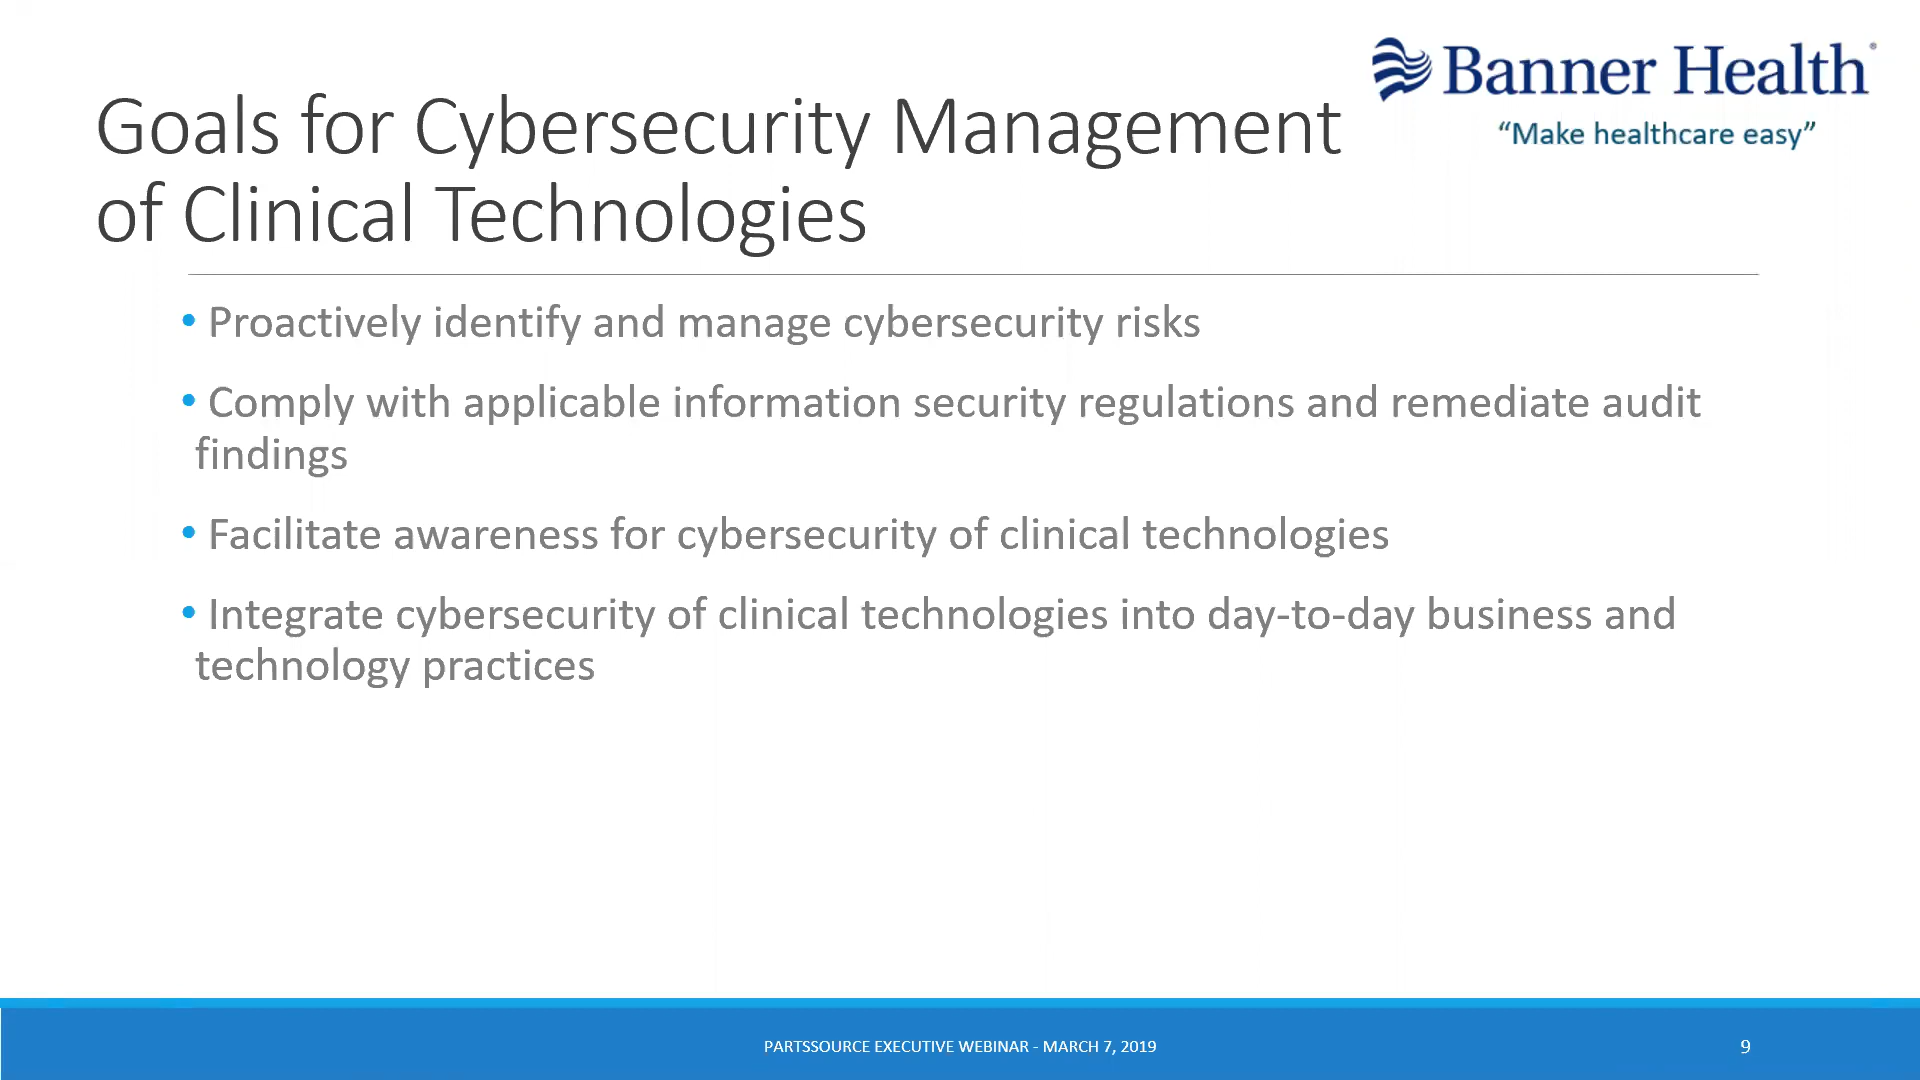 Banner Health®
"Make healthcare easy"
Goals for Cybersecurity Management
of Clinical Technologies
• Proactively identify and manage cybersecurity risks
• Comply with applicable information security regulations and remediate audit
findings
• Facilitate awareness for cybersecurity of clinical technologies
• Integrate cybersecurity of clinical technologies into day-to-day business and
technology practices
PARTSSOURCE EXECUTIVE WEBINAR - MARCH 7, 2019
9